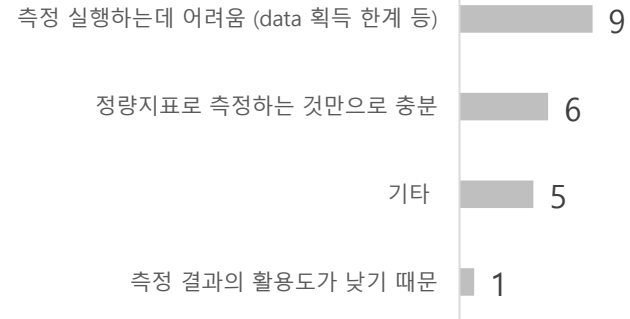 측정 실행하는데 어려움 (data 획득 한계 등) 9
정량지표로 측정하는 것만으로 충분 6
기타 5
측정 결과의 활용도가 낮기 때문 1